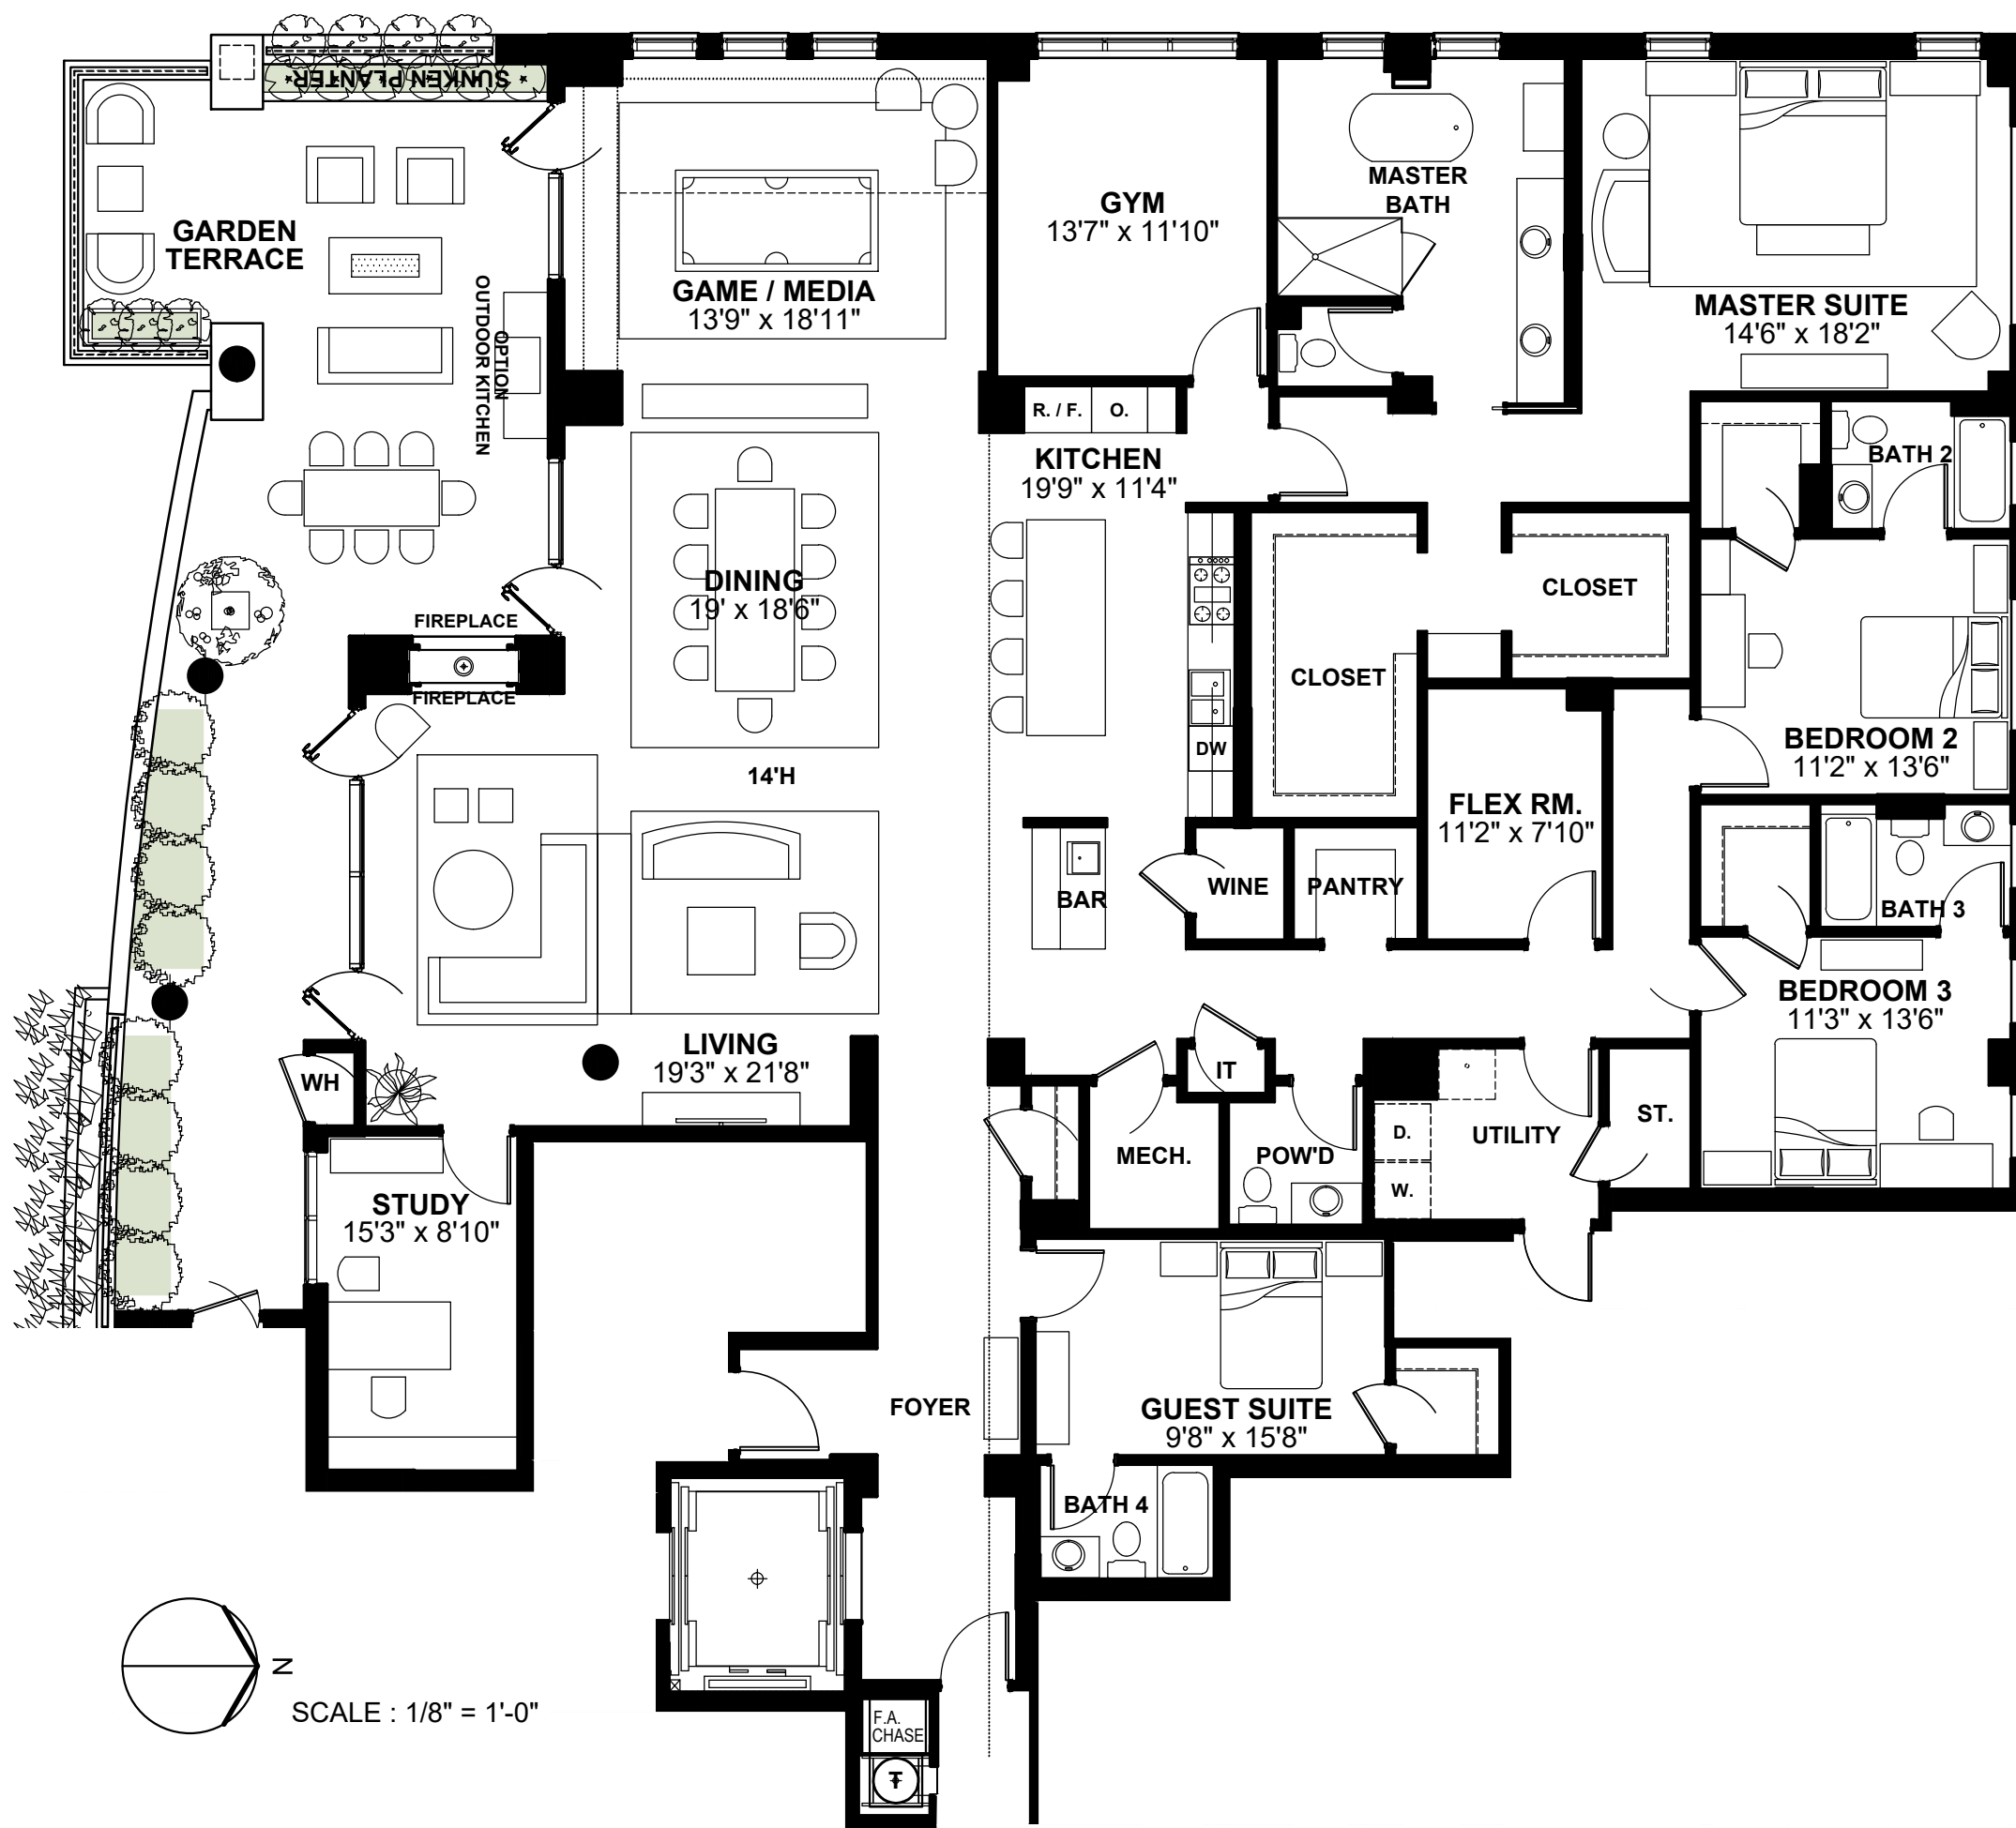 SUNKEN PLANTER
GARDEN
TERRACE
OPTION
OUTDOOR KITCHEN
GAME / MEDIA
13'9" x 18'11"
GYM
13'7" x 11'10"
MASTER
BATH
MASTER SUITE
14'6" x 18'2"
R. / F.
O.
KITCHEN
19'9" x 11'4"
BATH 2
DINING
19' x 18'6"
CLOSET
CLOSET
FIREPLACE
FIREPLACE
DW
BEDROOM 2
11'2" x 13'6"
14'H
FLEX RM.
11'2" x 7'10"
BAR
WINE
PANTRY
BATH 3
BEDROOM 3
11'3" x 13'6"
LIVING
19'3" x 21'8"
WH
IT
MECH.
POW'D
D.
W.
UTILITY
ST.
STUDY
15'3" x 8'10"
FOYER
GUEST SUITE
9'8" x 15'8"
BATH 4
N
SCALE : 1/8" = 1'-0"
F.A.
CHASE
T